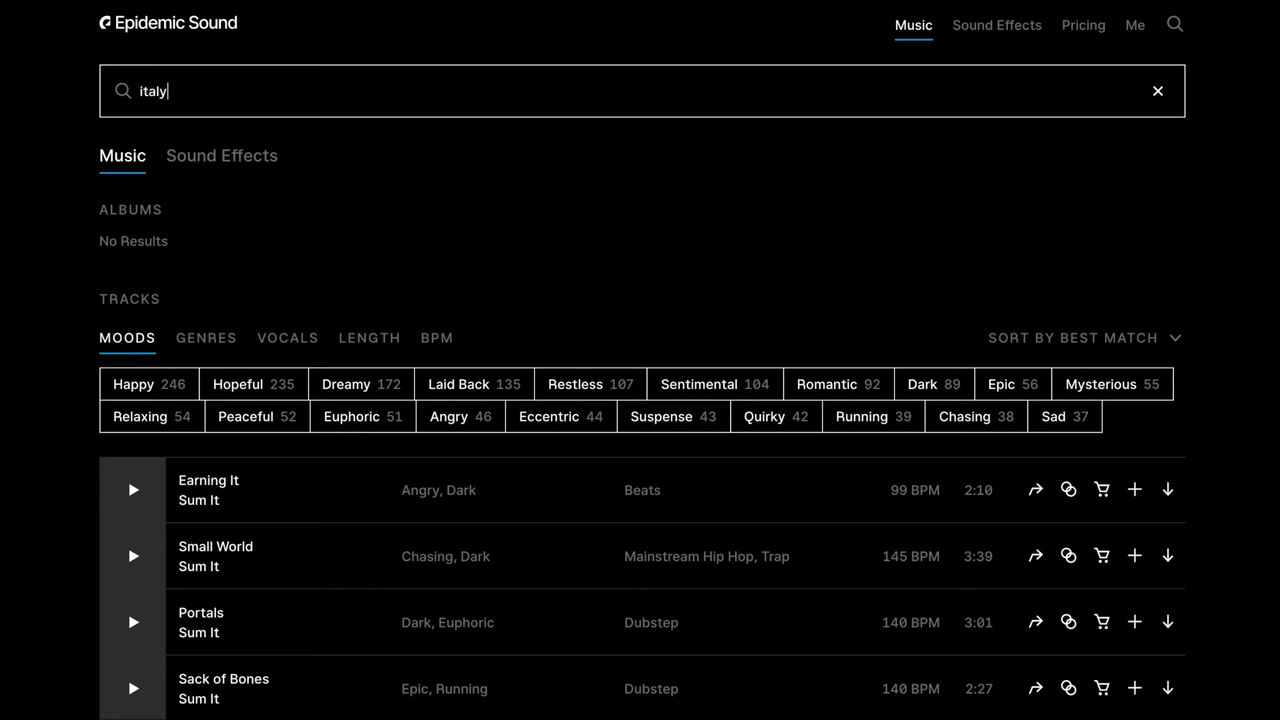 Epidemic Sound
Music Sound Effects Pricing Me
italy
Music Sound Effects
ALBUMS
No Results
TRACKS
MOODS GENRES VOCALS LENGTH BPM SORT BY BEST MATCH
Happy 246 Hopeful 235 Dreamy 172 Laid Back 135 Restless 107 Sentimental 104 Romantic 92 Dark 89 Epic 56 Mysterious 55
Relaxing 54 Peaceful 52 Euphoric 51 Angry 46 Eccentric 44 Suspense 43 Quirky 42 Running 39 Chasing 38 Sad 37
Earning It
Sum It
Angry, Dark Beats 99 BPM 2:10
Small World
Sum It
Chasing, Dark Mainstream Hip Hop, Trap 145 BPM 3:39
Portals
Sum It
Dark, Euphoric Dubstep 140 BPM 3:01
Sack of Bones
Sum It
Epic, Running Dubstep 140 BPM 2:27